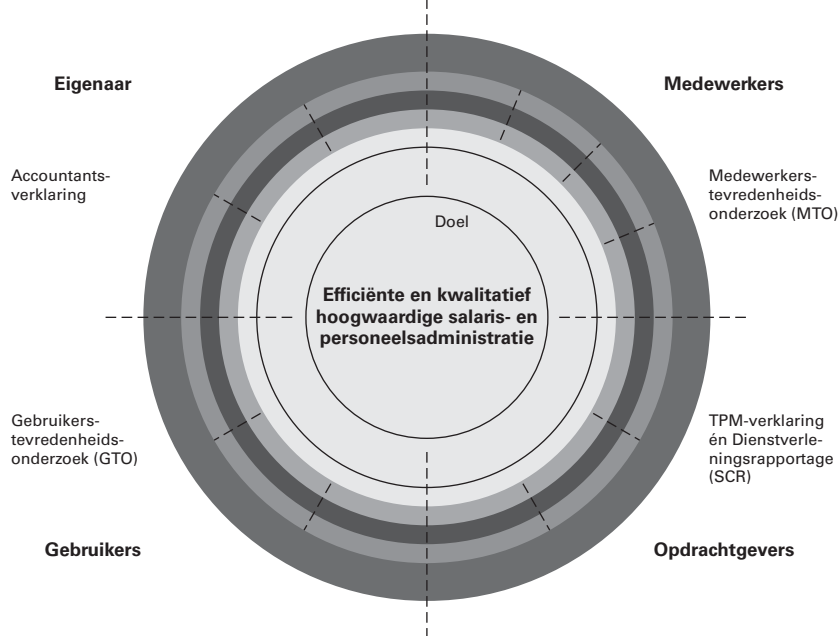 Eigenaar
Accountants-
verklaring
Medewerkers
Medewerkers-
tevredenheids-
onderzoek (MTO)
Doel
Efficiënte en kwalitatief
hoogwaardige salaris- en
personeelsadministratie
Gebruikers-
tevredenheids-
onderzoek (GTO)
Gebruikers
TPM-verklaring
én Dienstverle-
ningsrapportage
(SCR)
Opdrachtgevers